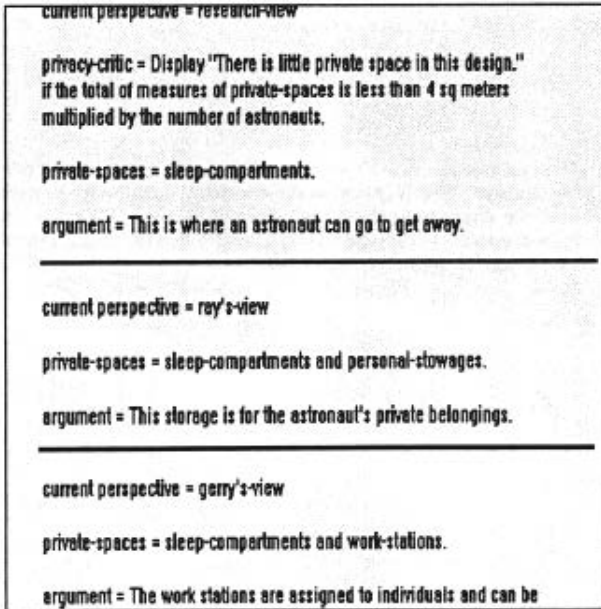 current perspective = research-view
privacy-critic = Display "There is little private space in this design."
if the total of measures of private-spaces is less than 4 sq meters
multiplied by the number of astronauts.
private-spaces = sleep-compartments.
argument = This is where an astronaut can go to get away.
current perspective = ray's-view
private-spaces = sleep-compartments and personal-stowages.
argument = This storage is for the astronaut's private belongings.
current perspective = gerry's-view
private-spaces = sleep-compartments and work-stations.
argument = The work stations are assigned to individuals and can be